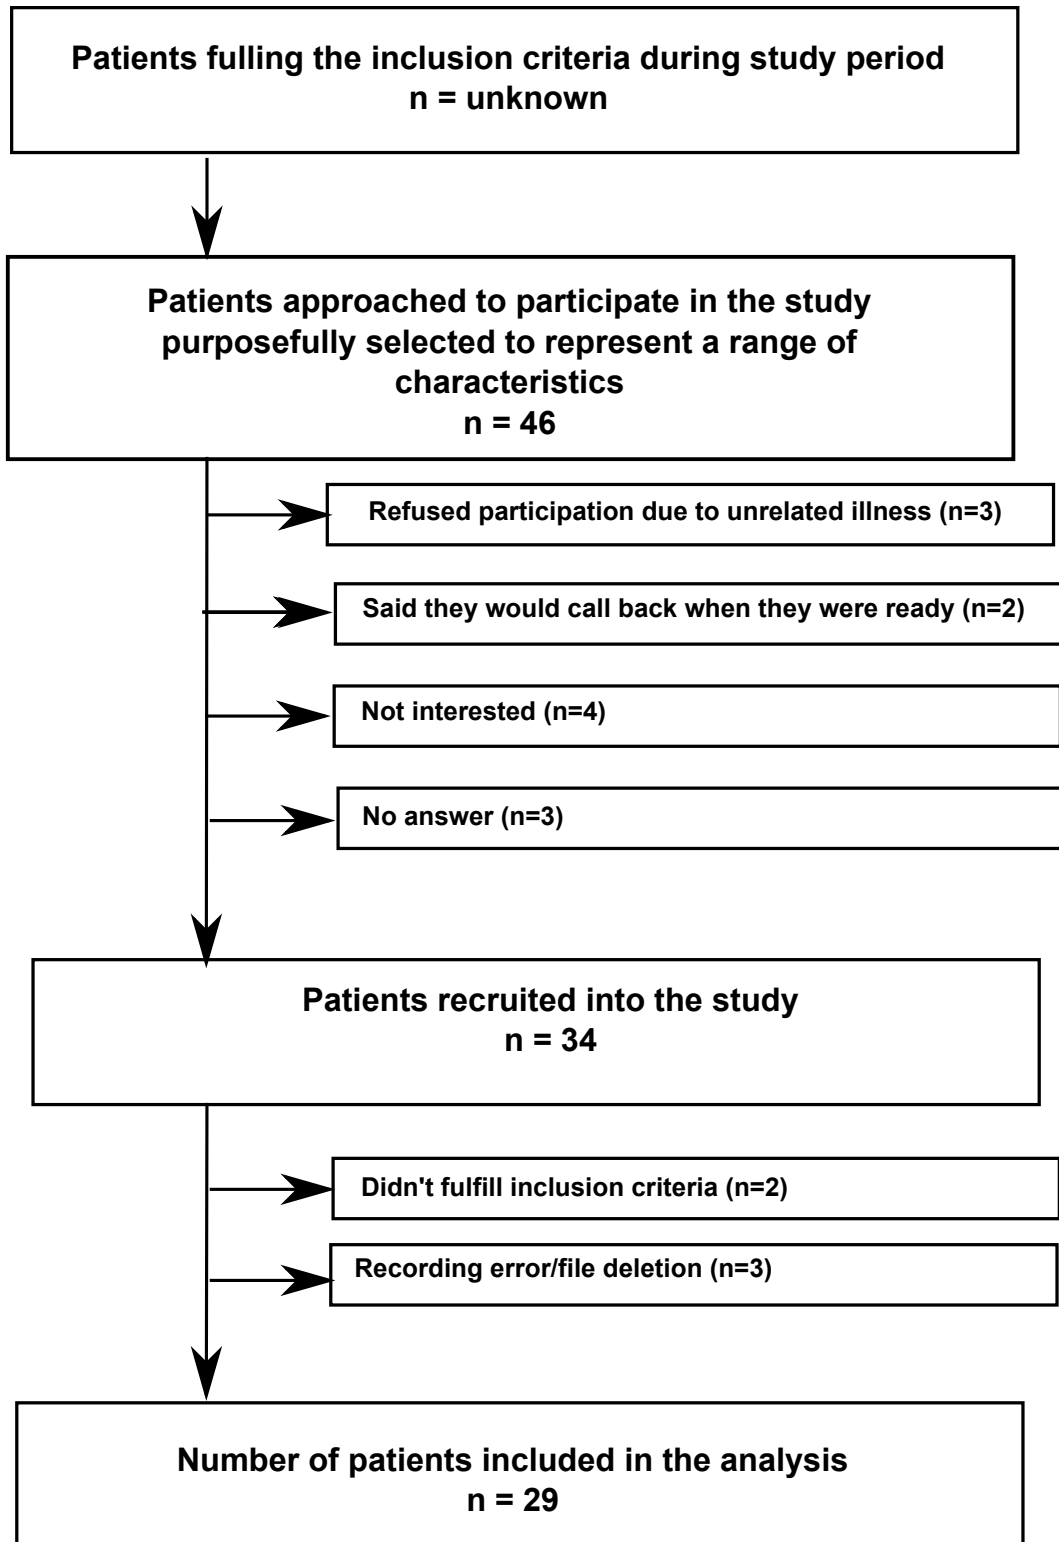 Patients fulling the inclusion criteria during study period
n = unknown
Patients approached to participate in the study
purposefully selected to represent a range of
characteristics
n = 46
Refused participation due to unrelated illness (n=3)
Said they would call back when they were ready (n=2)
Not interested (n=4)
No answer (n=3)
Patients recruited into the study
n = 34
Didn't fulfill inclusion criteria (n=2)
Recording error/file deletion (n=3)
Number of patients included in the analysis
n = 29